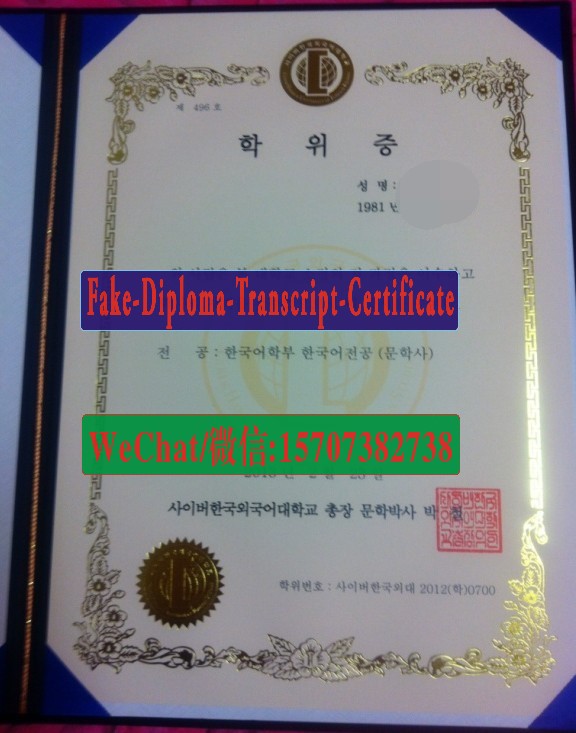 제 496 호
학 위 증
성 명 :
1981 년
Fake-Diploma-Transcript-Certificate
전 공 : 한국어학부 한국어전공 (문학사)
WeChat/微信:15707382738
사이버한국외국어대학교 총장 문학박사 박 철
학위번호 : 사이버한국외대 2012(학)0700